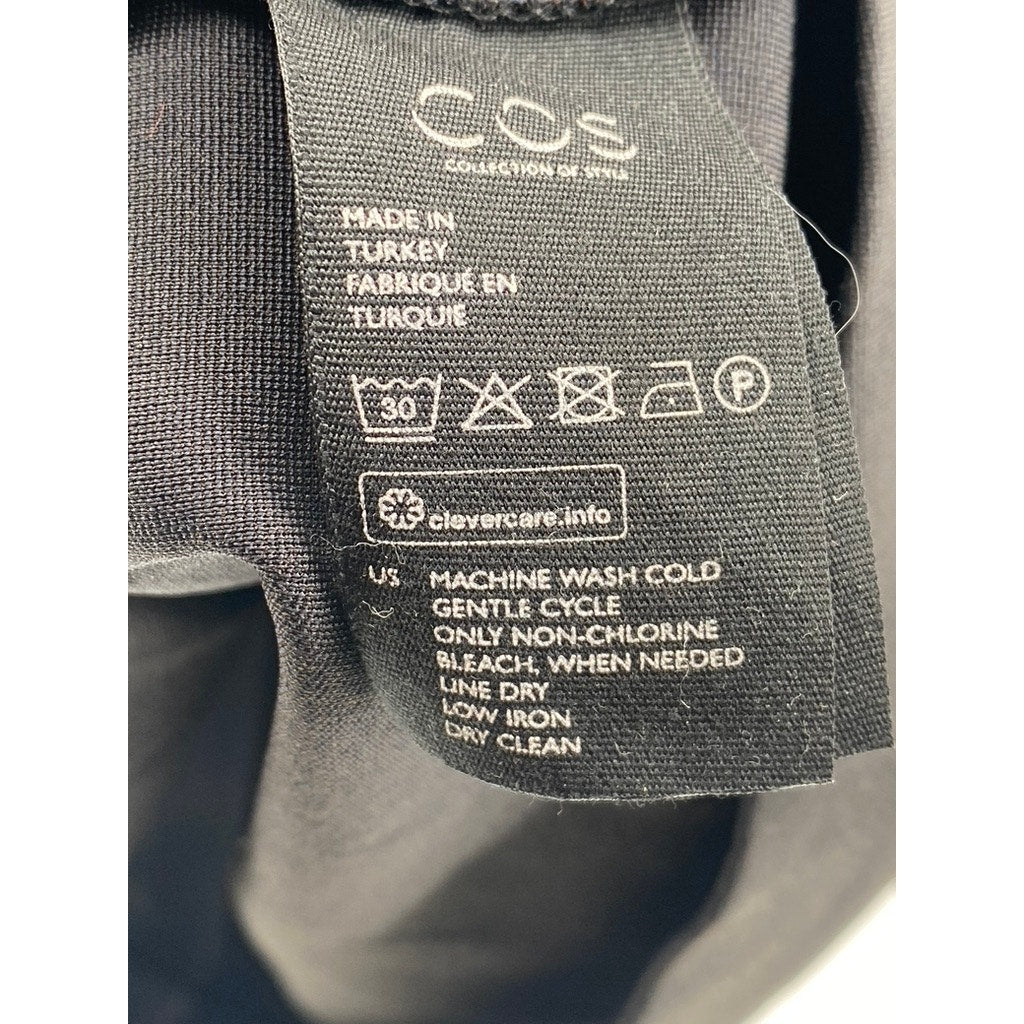 COS
COLLECTION OF STYLE
MADE IN
TURKEY
FABRIQUÉ EN
TURQUIE
30 P
clevercare.info
US MACHINE WASH COLD
GENTLE CYCLE
ONLY NON-CHLORINE
BLEACH, WHEN NEEDED
LINE DRY
LOW IRON
DRY CLEAN